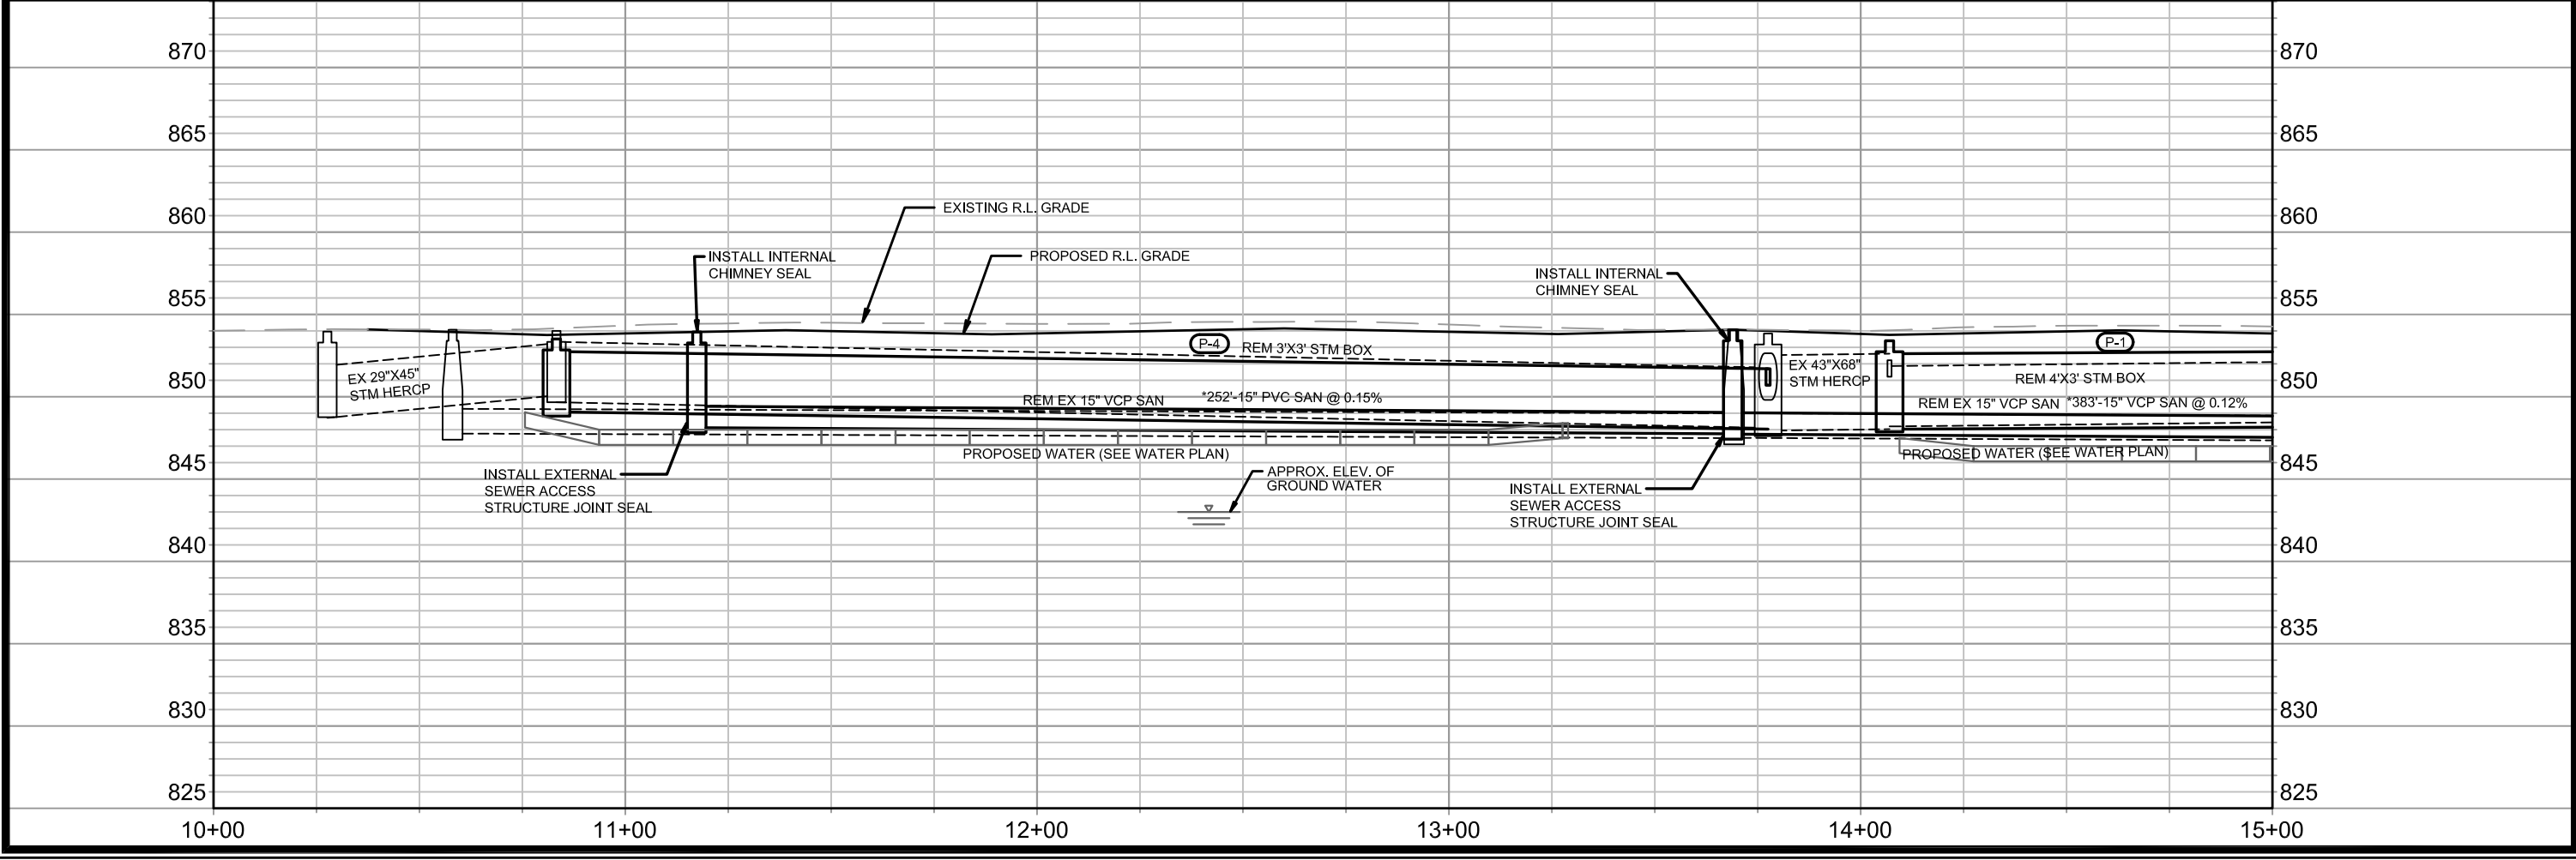 870
870
865
865
860
860
EXISTING R.L. GRADE
INSTALL INTERNAL
CHIMNEY SEAL
PROPOSED R.L. GRADE
INSTALL INTERNAL
CHIMNEY SEAL
855
855
P-4
REM 3'X3' STM BOX
P-1
850
EX 29"X45"
STM HERCP
EX 43"X68"
STM HERCP
REM 4'X3' STM BOX
850
REM EX 15" VCP SAN
*252'-15" PVC SAN @ 0.15%
REM EX 15" VCP SAN
*383'-15" VCP SAN @ 0.12%
PROPOSED WATER (SEE WATER PLAN)
PROPOSED WATER (SEE WATER PLAN)
845
845
INSTALL EXTERNAL
SEWER ACCESS
STRUCTURE JOINT SEAL
APPROX. ELEV. OF
GROUND WATER
INSTALL EXTERNAL
SEWER ACCESS
STRUCTURE JOINT SEAL
840
840
835
835
830
830
825
825
10+00
11+00
12+00
13+00
14+00
15+00